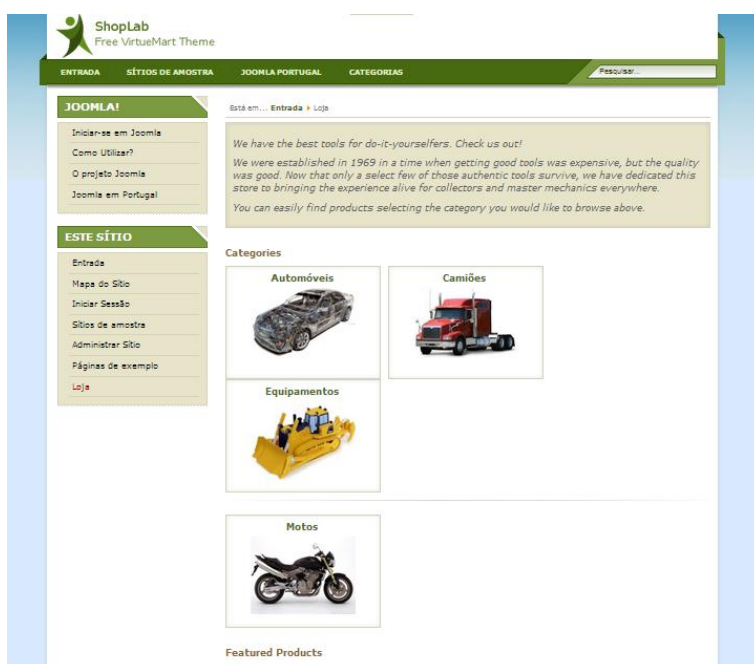 ShopLab
Free VirtueMart Theme
ENTRADA SÍTIOS DE AMOSTRA JOOMLA PORTUGAL CATEGORIAS Pesquisar...
JOOMLA!
Iniciar-se em Joomla
Como Utilizar?
O projeto Joomla
Joomla em Portugal
ESTE SÍTIO
Entrada
Mapa do Sítio
Iniciar Sessão
Sítios de amostra
Administrar Sítio
Páginas de exemplo
Loja
Está em... Entrada Loja
We have the best tools for do-it-yourselfers. Check us out!
We were established in 1969 in a time when getting good tools was expensive, but the quality
was good. Now that only a select few of those authentic tools survive, we have dedicated this
store to bringing the experience alive for collectors and master mechanics everywhere.
You can easily find products selecting the category you would like to browse above.
Categories
Automóveis Camiões
Equipamentos
Motos
Featured Products